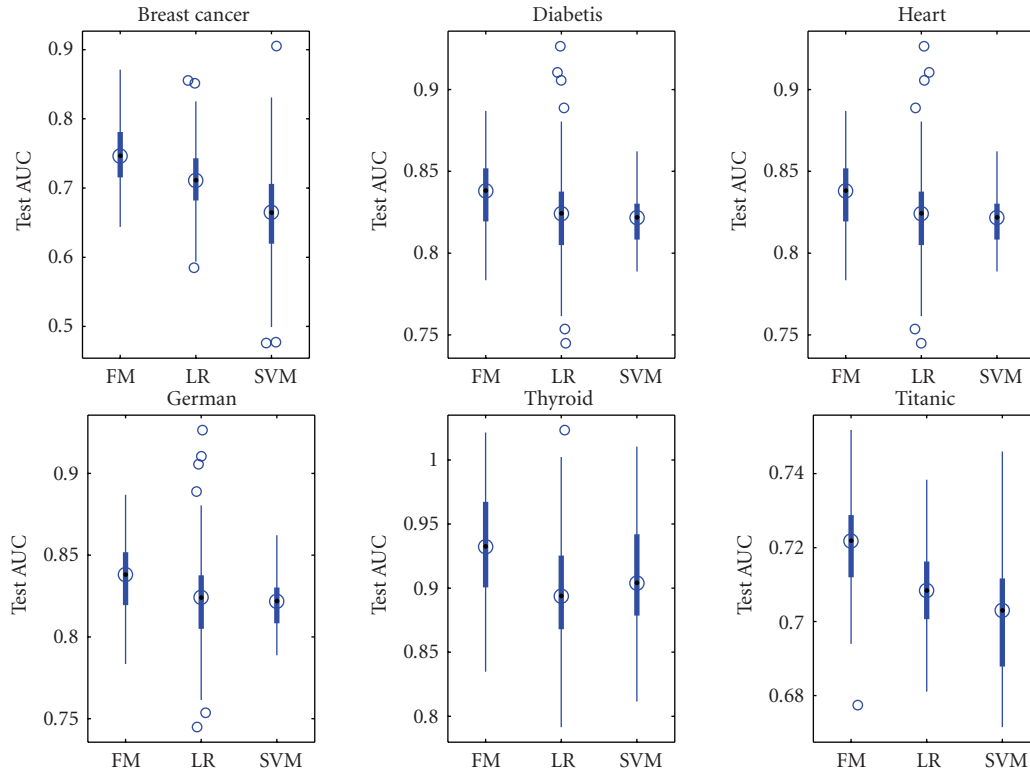 Breast cancer
0.9
0.8
0.7
0.6
0.5
Test AUC
FM LR SVM
Diabetis
0.9
0.85
0.8
0.75
Test AUC
FM LR SVM
Heart
0.9
0.85
0.8
0.75
Test AUC
FM LR SVM
German
0.9
0.85
0.8
0.75
Test AUC
FM LR SVM
Thyroid
1
0.95
0.9
0.85
0.8
Test AUC
FM LR SVM
Titanic
0.74
0.72
0.7
0.68
Test AUC
FM LR SVM